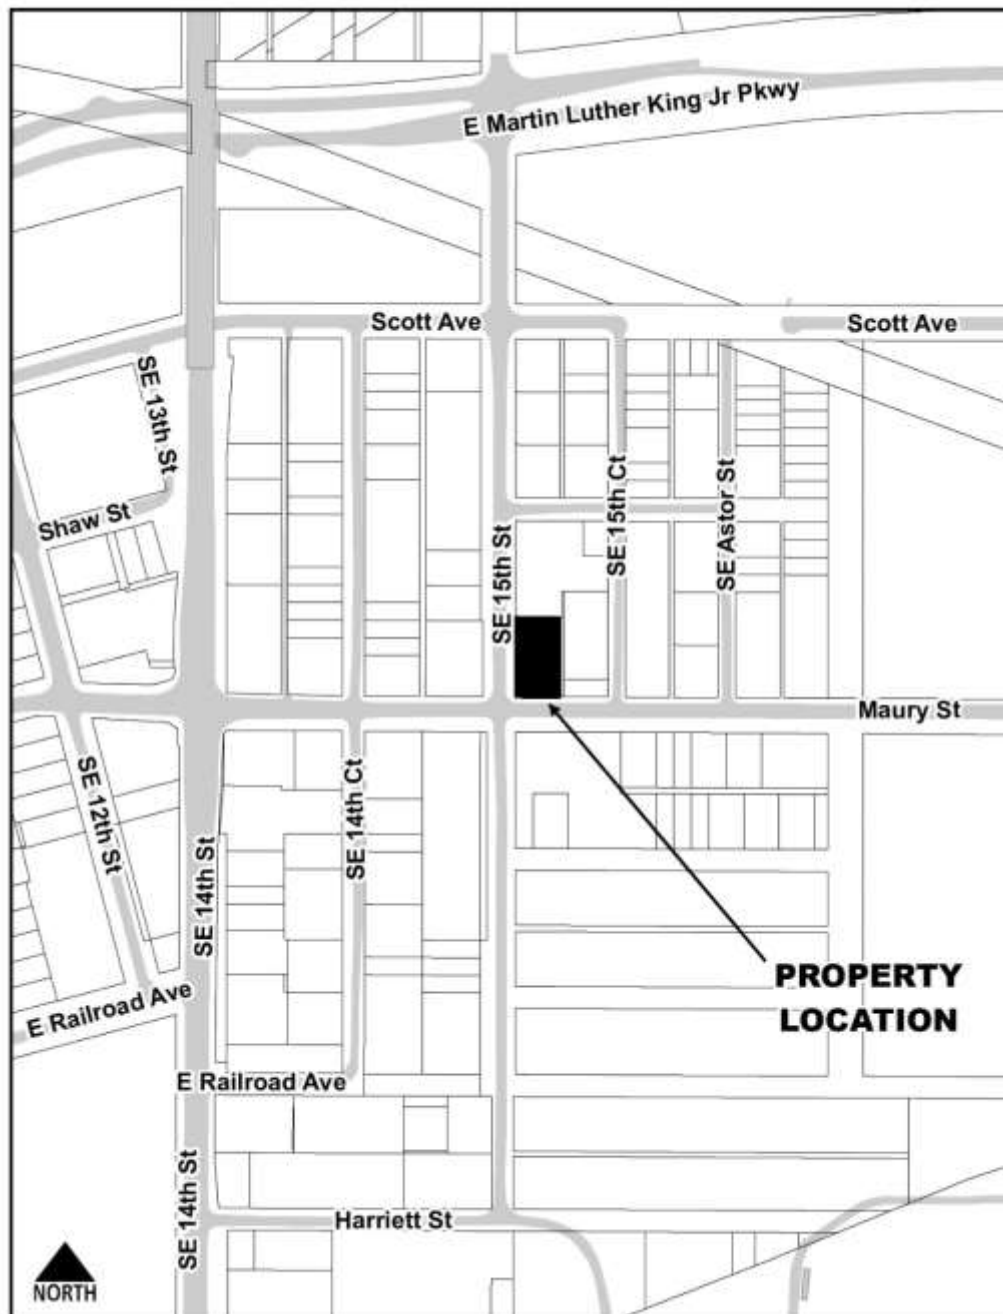 E Martin Luther King Jr Pkwy
Scott Ave
Scott Ave
SE 13th St
Shaw St
SE 15th St
SE 15th Ct
SE Astor St
Maury St
SE 12th St
SE 14th St
SE 14th Ct
PROPERTY
LOCATION
E Railroad Ave
E Railroad Ave
SE 14th St
Harriett St
NORTH